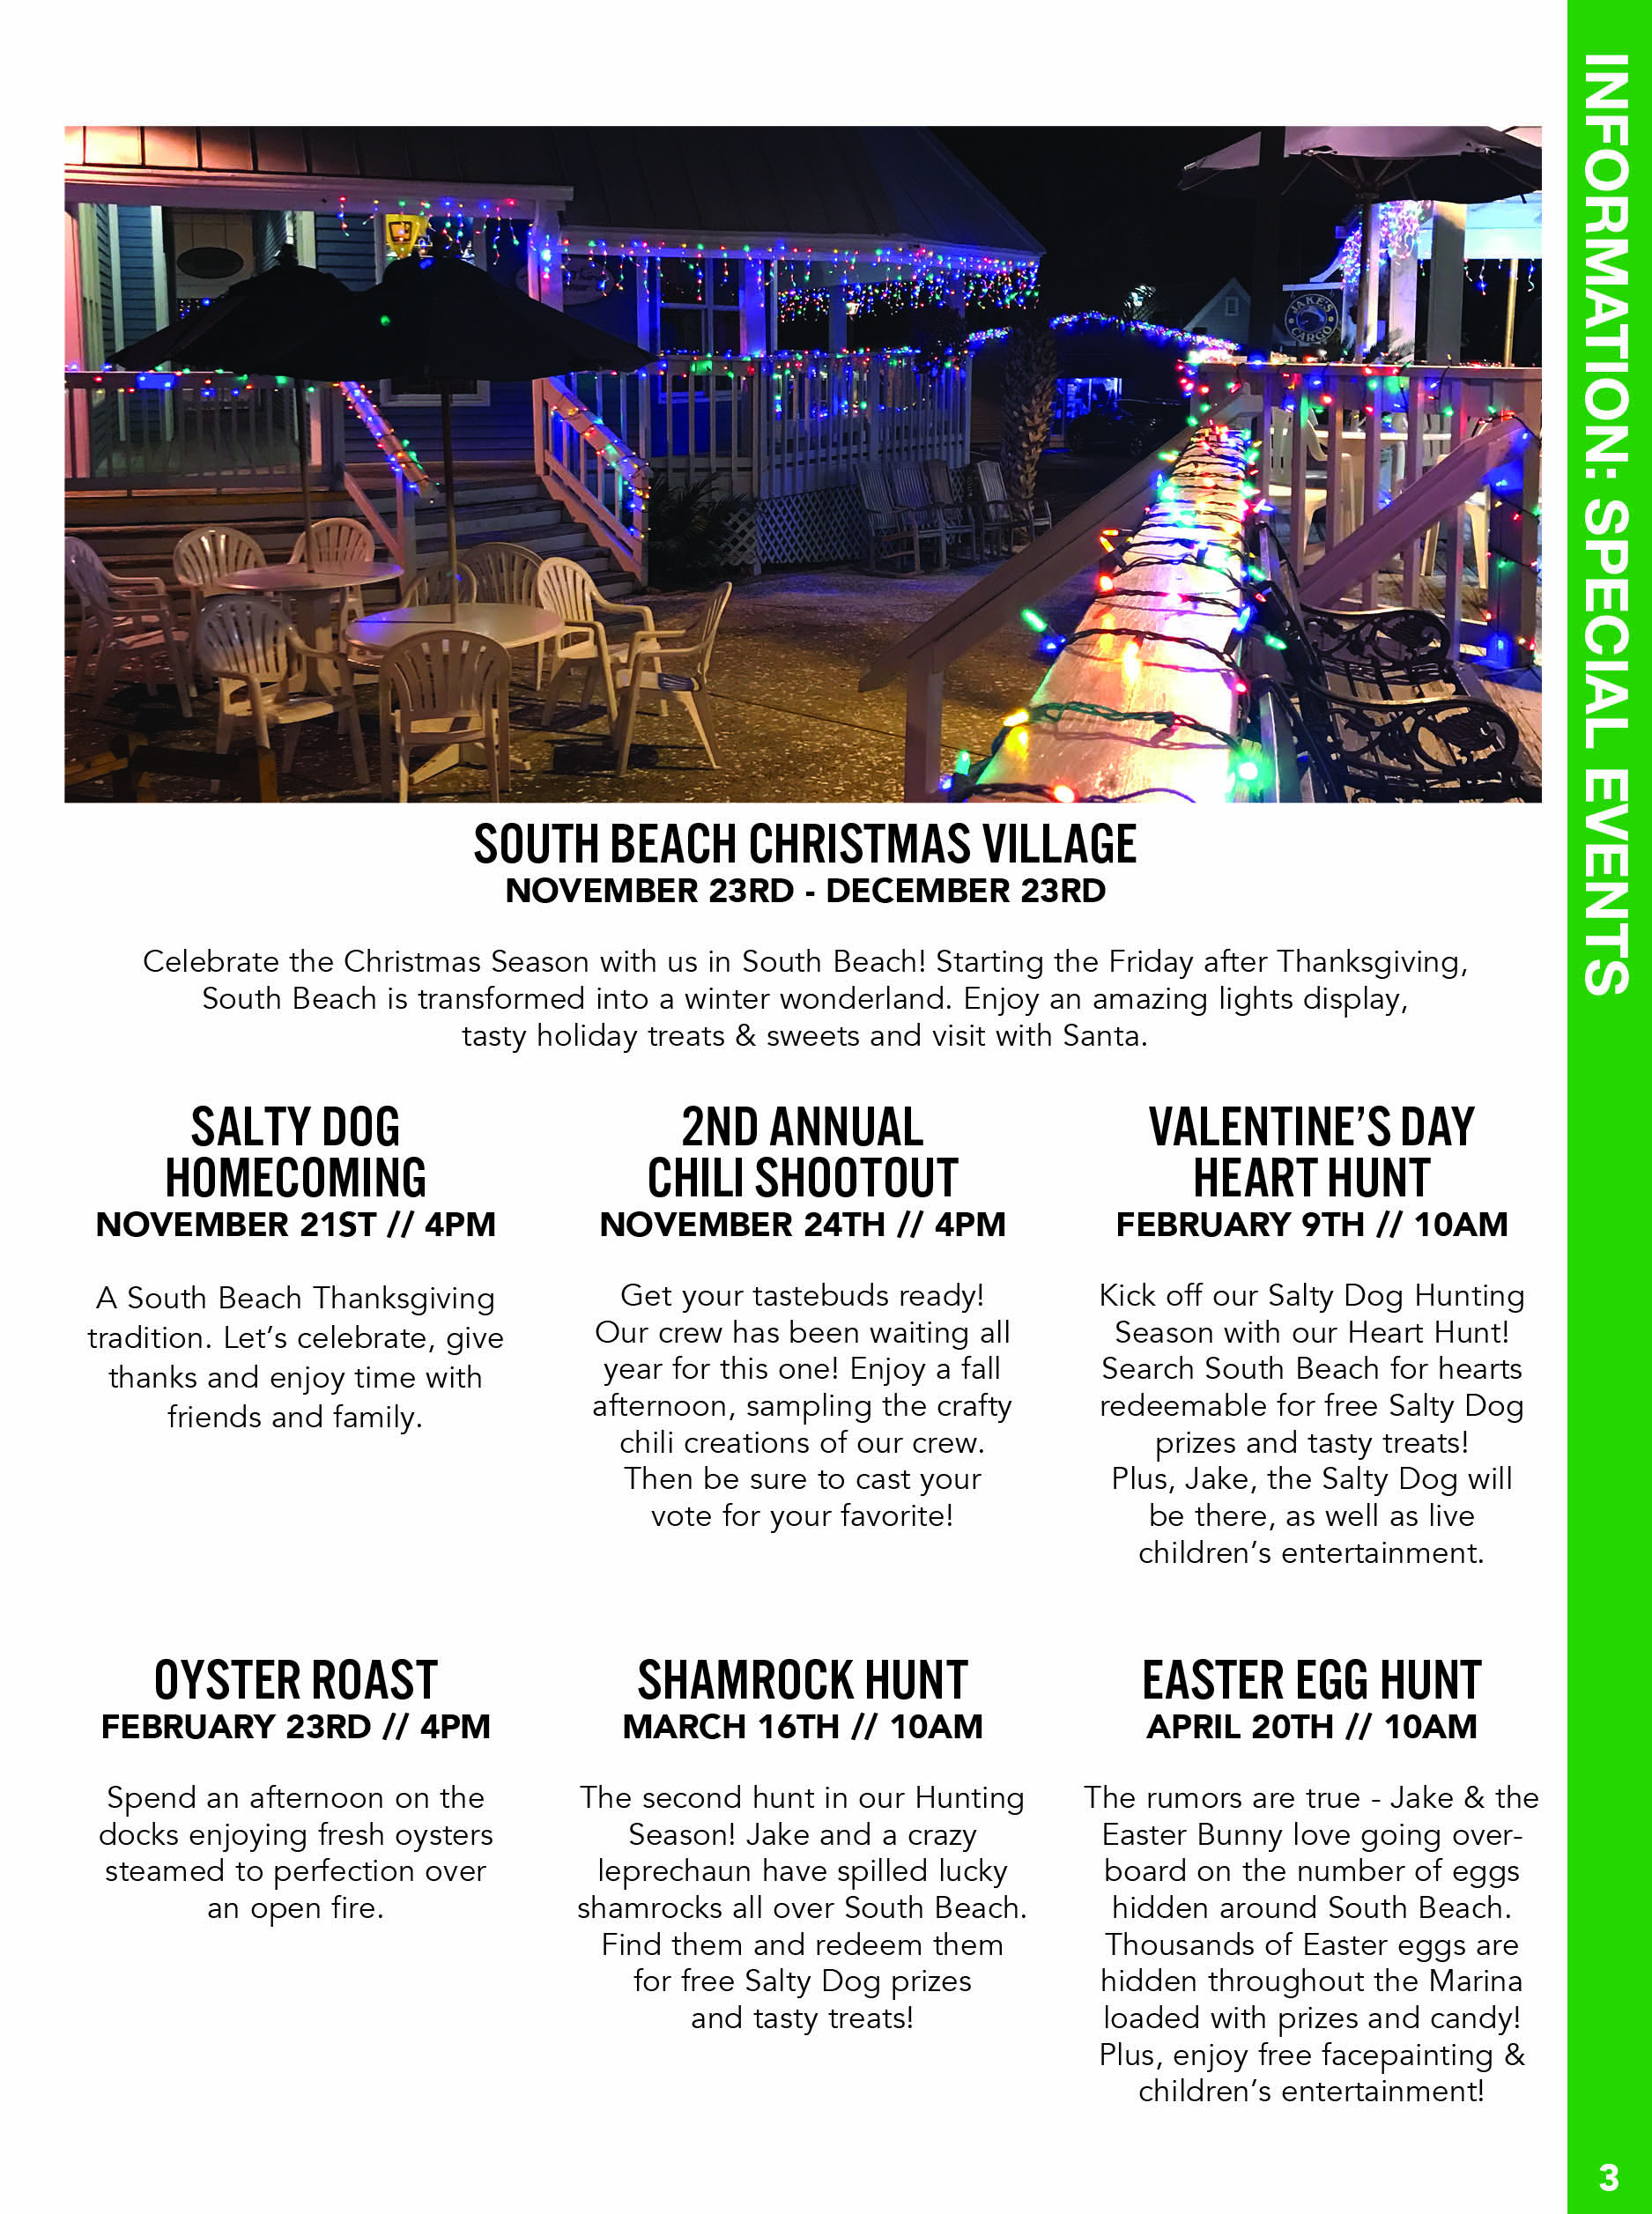 INFORMATION: SPECIAL EVENTS
JAKE'S
CARGO
SOUTH BEACH CHRISTMAS VILLAGE
NOVEMBER 23RD - DECEMBER 23RD
Celebrate the Christmas Season with us in South Beach! Starting the Friday after Thanksgiving,
South Beach is transformed into a winter wonderland. Enjoy an amazing lights display,
tasty holiday treats & sweets and visit with Santa.
SALTY DOG
HOMECOMING
NOVEMBER 21ST // 4PM
A South Beach Thanksgiving
tradition. Let's celebrate, give
thanks and enjoy time with
friends and family.
2ND ANNUAL
CHILI SHOOTOUT
NOVEMBER 24TH // 4PM
Get your tastebuds ready!
Our crew has been waiting all
year for this one! Enjoy a fall
afternoon, sampling the crafty
chili creations of our crew.
Then be sure to cast your
vote for your favorite!
VALENTINE'S DAY
HEART HUNT
FEBRUARY 9TH // 10AM
Kick off our Salty Dog Hunting
Season with our Heart Hunt!
Search South Beach for hearts
redeemable for free Salty Dog
prizes and tasty treats!
Plus, Jake, the Salty Dog will
be there, as well as live
children's entertainment.
OYSTER ROAST
FEBRUARY 23RD // 4PM
Spend an afternoon on the
docks enjoying fresh oysters
steamed to perfection over
an open fire.
SHAMROCK HUNT
MARCH 16TH // 10AM
The second hunt in our Hunting
Season! Jake and a crazy
leprechaun have spilled lucky
shamrocks all over South Beach.
Find them and redeem them
for free Salty Dog prizes
and tasty treats!
EASTER EGG HUNT
APRIL 20TH // 10AM
The rumors are true - Jake & the
Easter Bunny love going over-
board on the number of eggs
hidden around South Beach.
Thousands of Easter eggs are
hidden throughout the Marina
loaded with prizes and candy!
Plus, enjoy free facepainting &
children's entertainment!
3